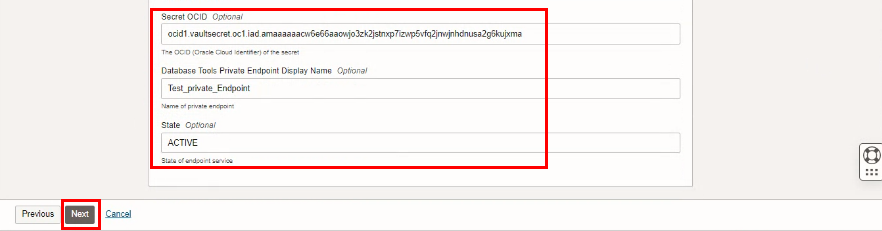 Secret OCID Optional
ocid1.vaultsecret.oc1.iad.amaaaaaacw6e66aaowjo3zk2jstnxp7izwp5vfq2jnwjnhdnusa2g6kujxma
The OCID (Oracle Cloud Identifier) of the secret
Database Tools Private Endpoint Display Name Optional
Test_private_Endpoint
Name of private endpoint
State Optional
ACTIVE
State of endpoint service
Previous Next Cancel